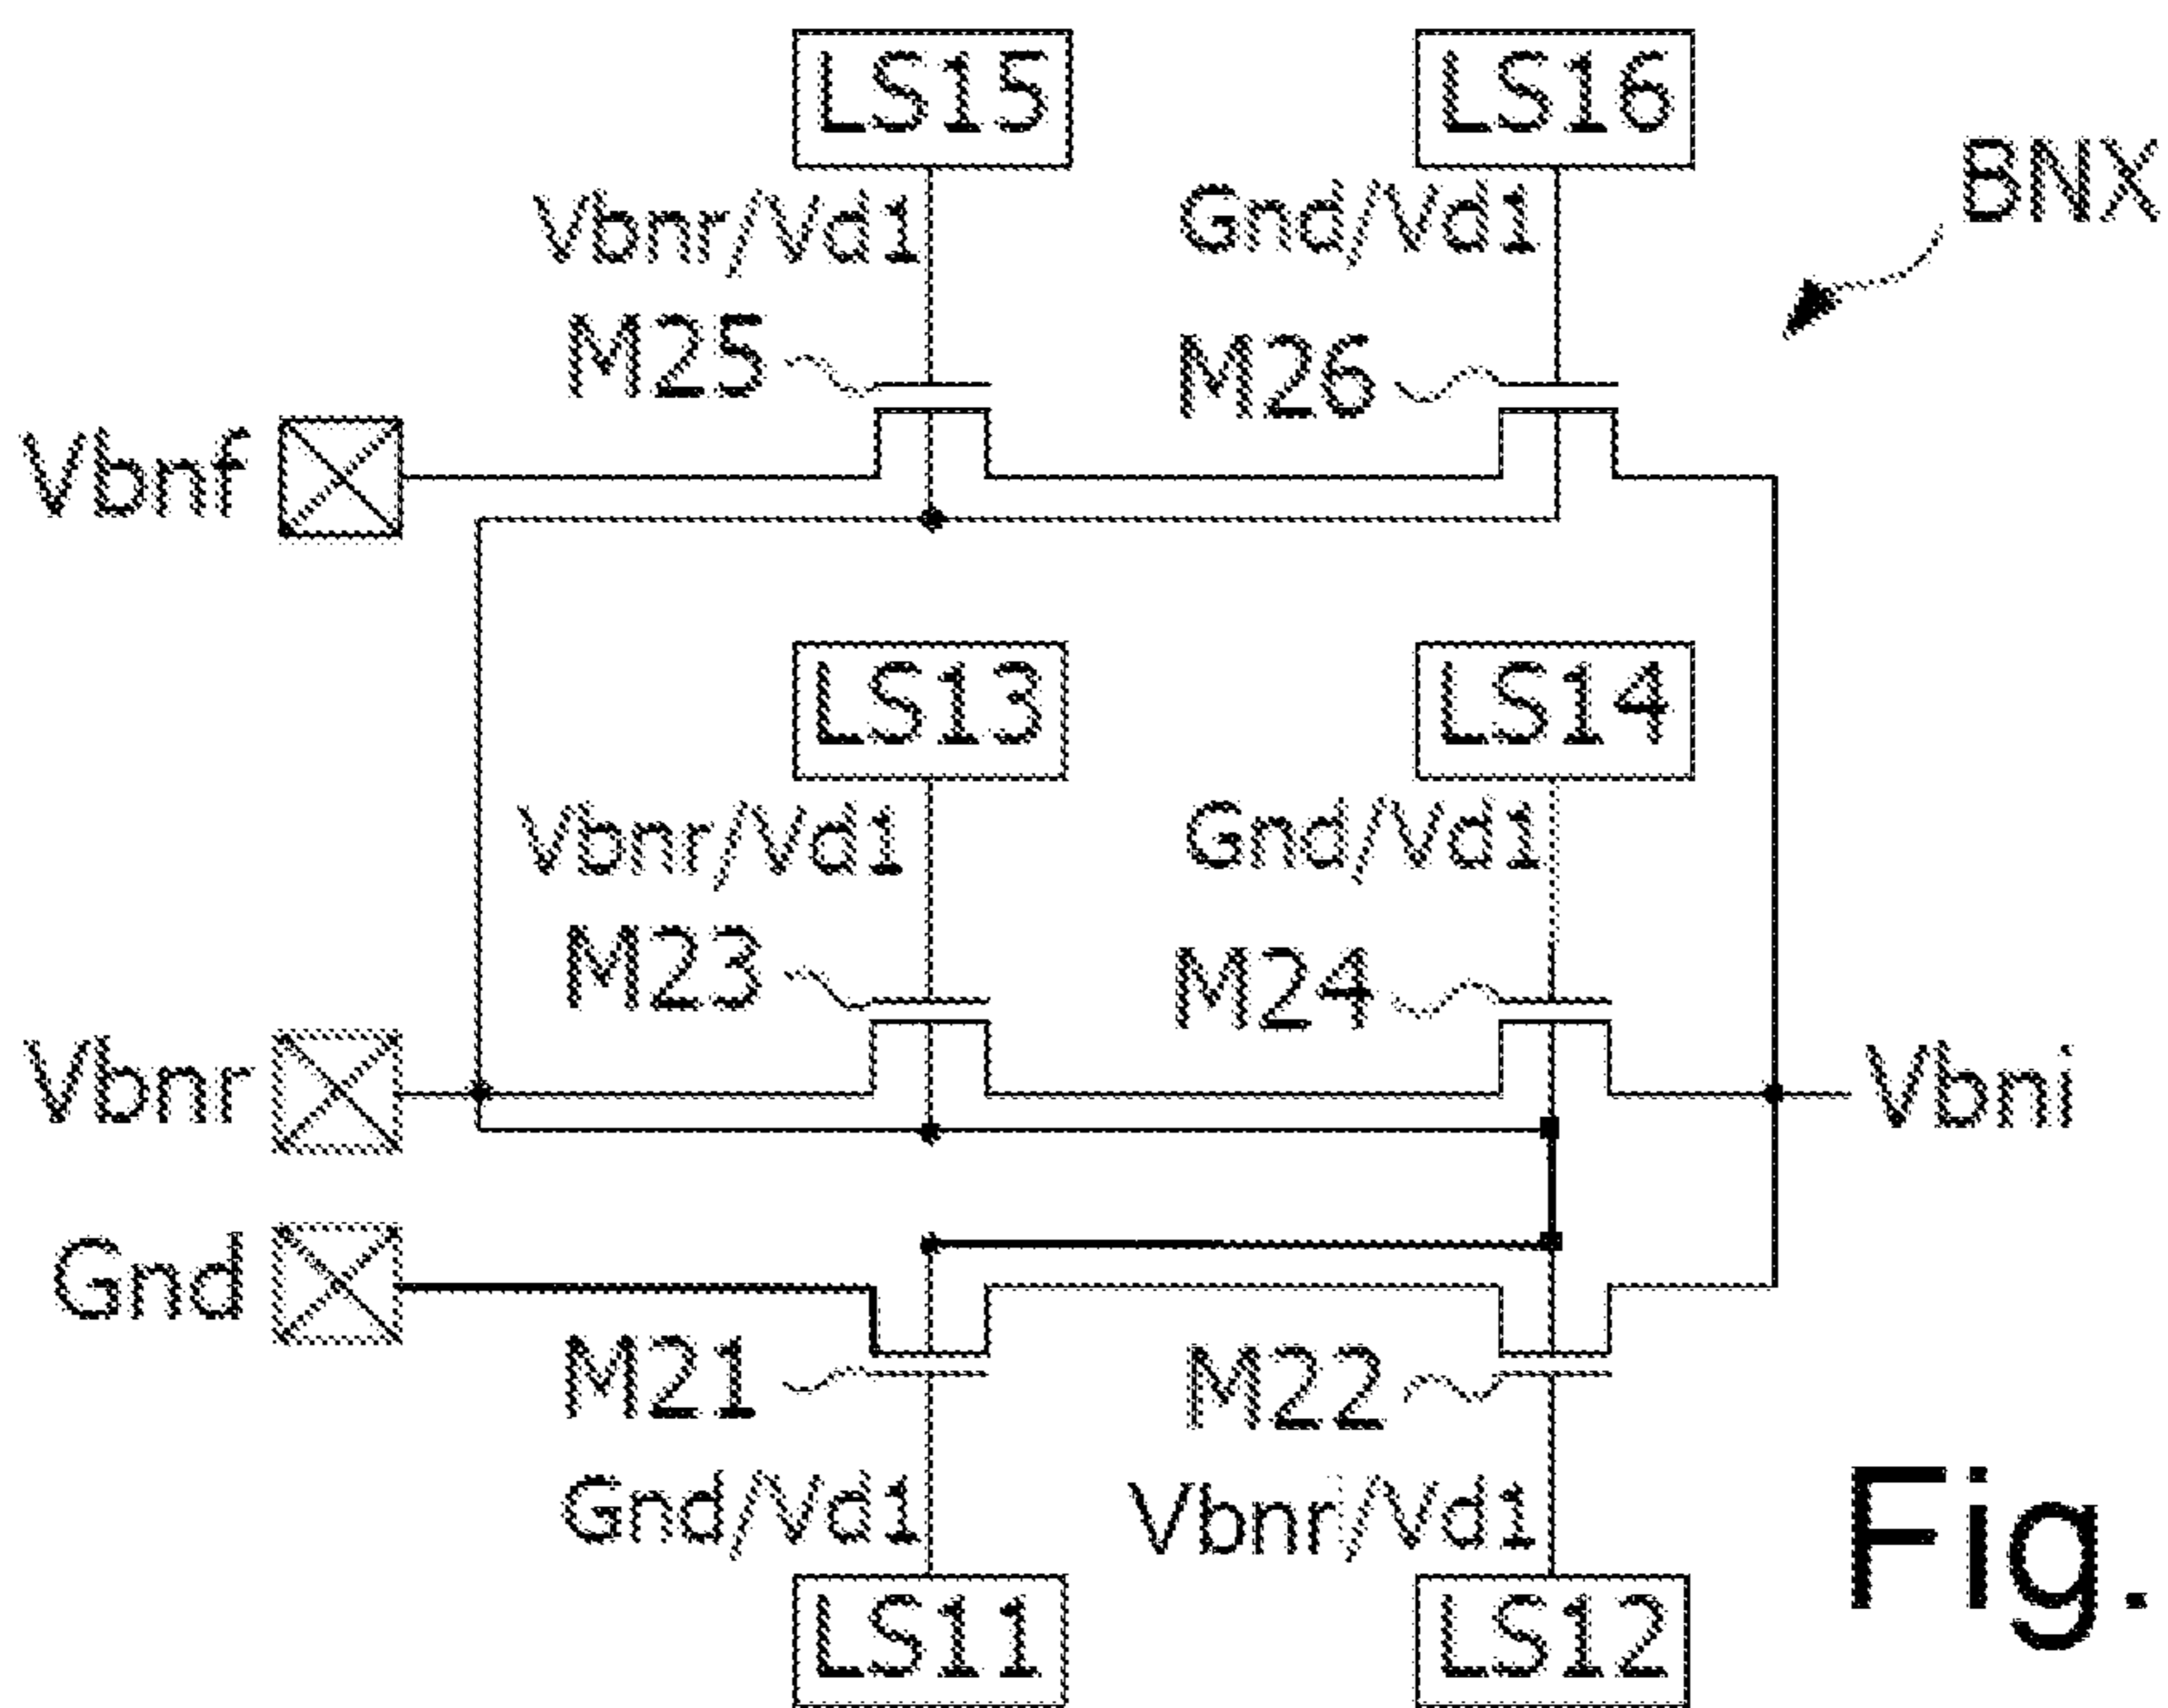 LS15
LS16
BNX
Vbnr/Vd1
Gnd/Vd1
M25
M26
Vbnf
LS13
LS14
Vbnr/Vd1
Gnd/Vd1
M23
M24
Vbnr
Vbni
Gnd
M21
M22
Gnd/Vd1
Vbnr/Vd1
Fig.
LS11
LS12